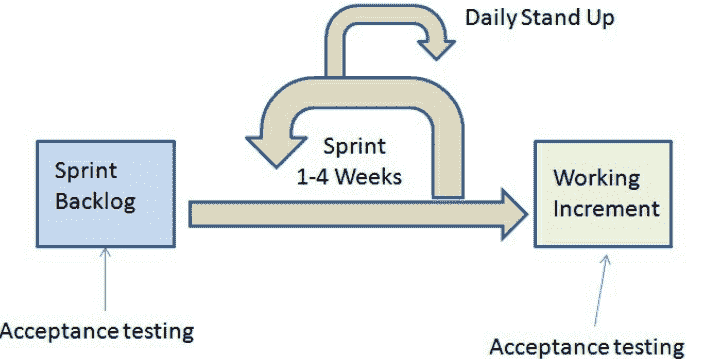 Daily Stand Up
Sprint
1-4 Weeks
Sprint
Backlog
Working
Increment
Acceptance testing
Acceptance testing